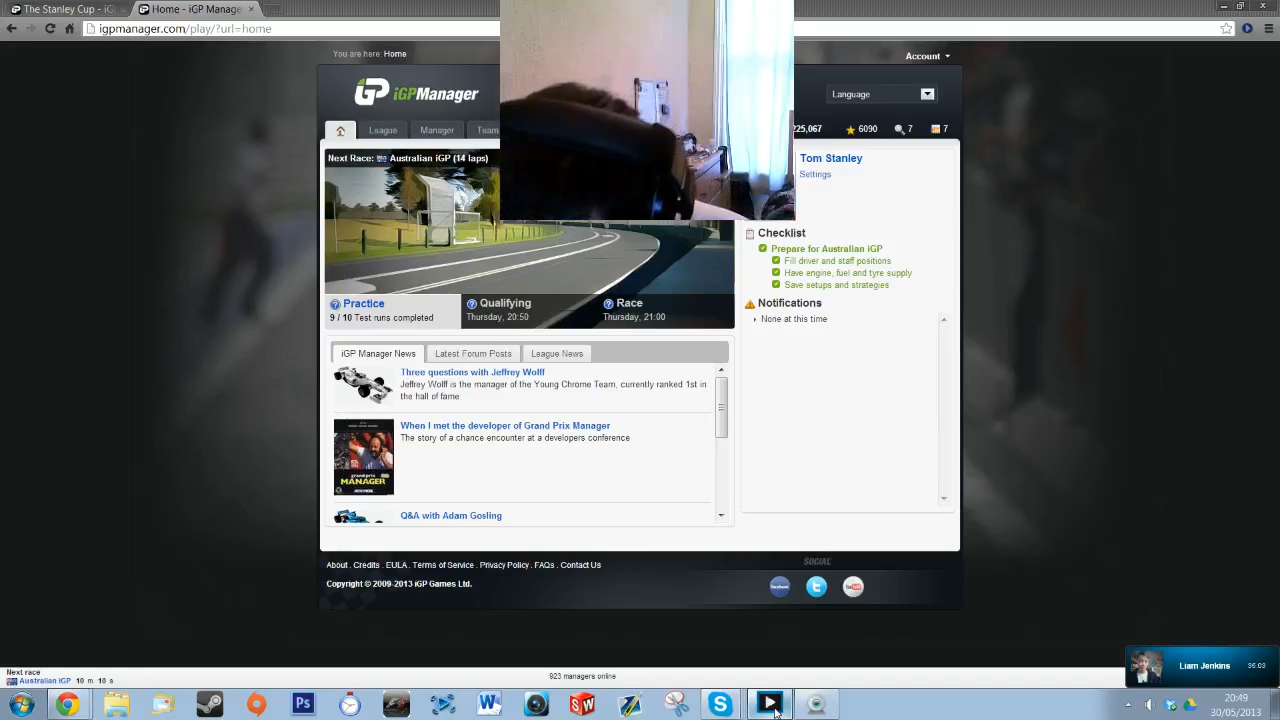 The Stanley Cup - iG
Home - iGP Manage
igpmanager.com/play/?url=home
You are here: Home
Account
iGP iGPManager
Language
League
Manager
Team
25,067
6090
7
7
Next Race: Australian iGP (14 laps)
Tom Stanley
Settings
Checklist
Prepare for Australian iGP
Fill driver and staff positions
Have engine, fuel and tyre supply
Save setups and strategies
Practice
9 / 10 Test runs completed
Qualifying
Thursday, 20:50
Race
Thursday, 21:00
Notifications
None at this time
iGP Manager News
Latest Forum Posts
League News
Three questions with Jeffrey Wolff
Jeffrey Wolff is the manager of the Young Chrome Team, currently ranked 1st in
the hall of fame
When I met the developer of Grand Prix Manager
The story of a chance encounter at a developers conference
grand prix
MANAGER
Q&A with Adam Gosling
About . Credits . EULA . Terms of Service . Privacy Policy . FAQs . Contact Us
Copyright © 2009-2013 iGP Games Ltd.
SOCIAL
facebook
Next race
Australian iGP 10 m 10 s
923 managers online
Liam Jenkins
Ps
20:49
30/05/2013